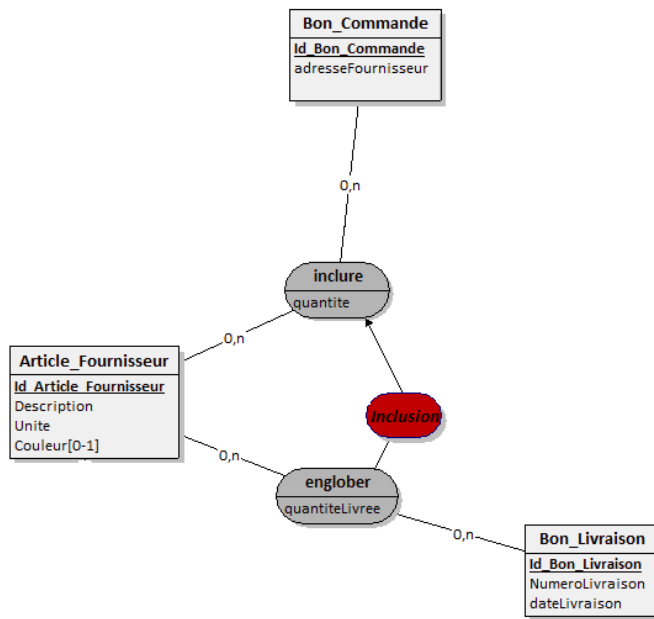 Bon_Commande
Id_Bon_Commande
adresseFournisseur
0,n
inclure
quantite
0,n
Article_Fournisseur
Id_Article_Fournisseur
Description
Unite
Couleur[0-1]
Inclusion
0,n
englober
quantiteLivree
0,n
Bon_Livraison
Id_Bon_Livraison
NumeroLivraison
dateLivraison